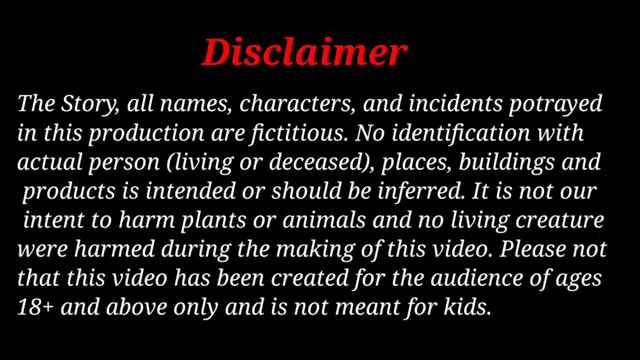 Disclaimer
The Story, all names, characters, and incidents potrayed
in this production are fictitious. No identification with
actual person (living or deceased), places, buildings and
products is intended or should be inferred. It is not our
intent to harm plants or animals and no living creature
were harmed during the making of this video. Please not
that this video has been created for the audience of ages
18+ and above only and is not meant for kids.